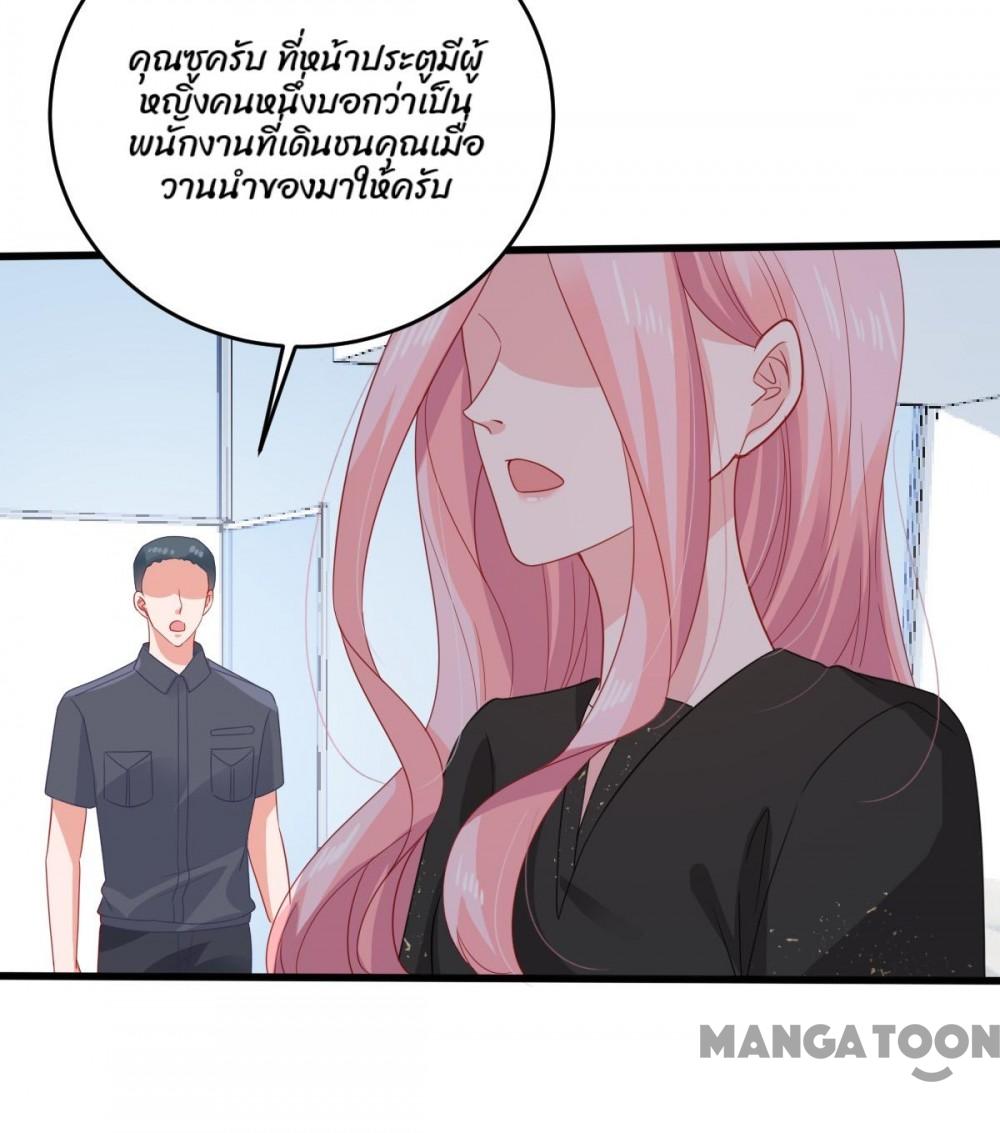 คุณซูครับ ที่หน้าประตูมีผู้
หญิงคนหนึ่งบอกว่าเป็น
พนักงานที่เดินชนคุณเมื่อ
วานนำของมาให้ครับ
MANGATOON